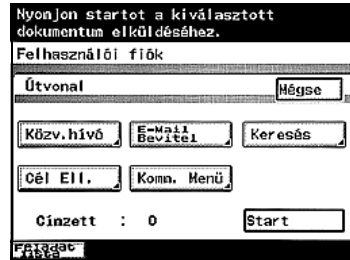 Nyomjon startot a kiválasztott
dokumentum elküldéséhez.
Felhasználói fiók
Útvonal
Mégse
Közv.hívó
E-Mail
Bevitel
Keresés
Cél Ell.
Komm. Menü
Címzett : 0
Start
Feladat
lista